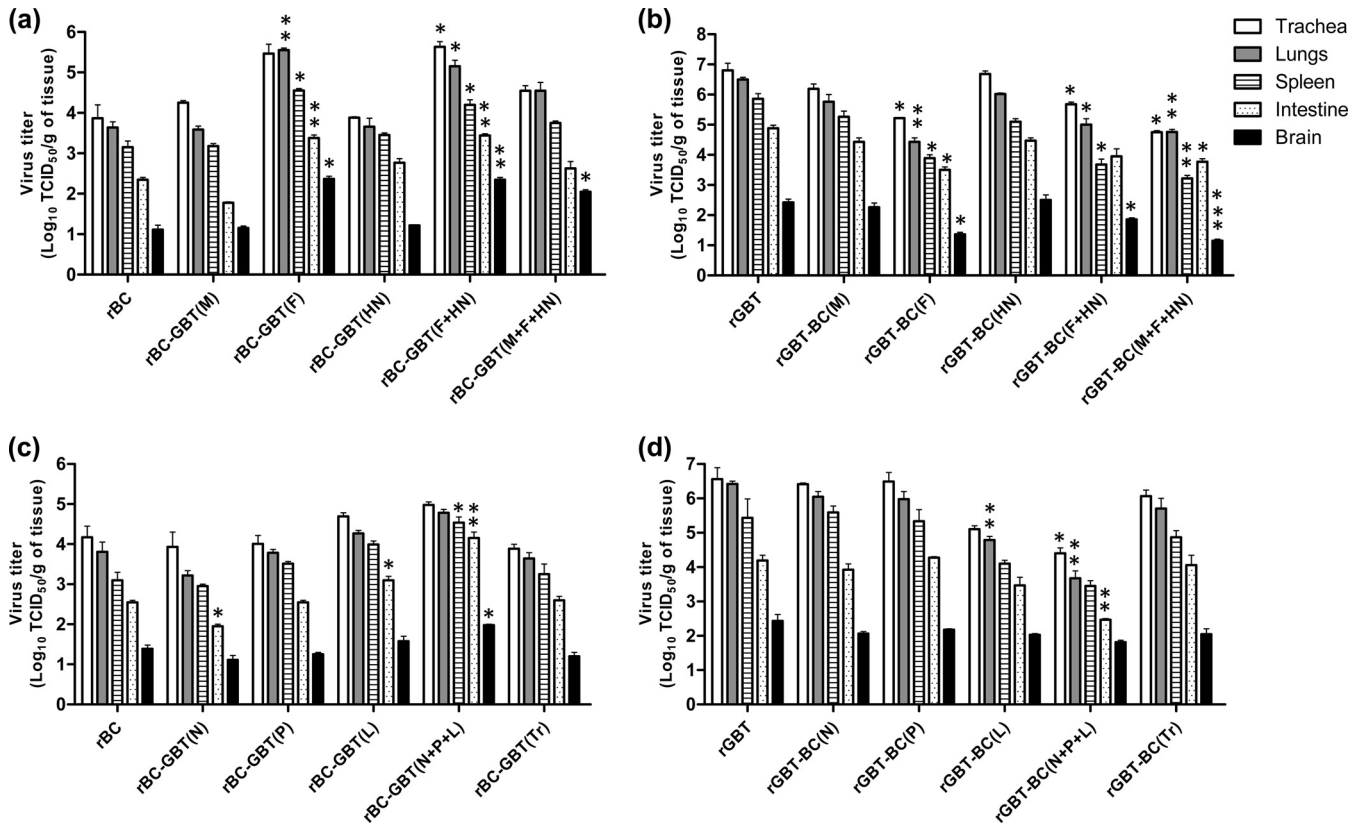 (a)
Virus titer
(Log10 TCID50/g of tissue)
6
5
4
3
2
1
0
* *
*
* *
*
*
*
*
* *
* *
*
rBC
rBC-GBT(M)
rBC-GBT(F)
rBC-GBT(HN)
rBC-GBT(F+HN)
rBC-GBT(M+F+HN)
(b)
Virus titer
(Log10 TCID50/g of tissue)
8
7
6
5
4
3
2
1
0
*
* *
*
*
*
*
*
*
*
*
* *
* *
*
* * *
rGBT
rGBT-BC(M)
rGBT-BC(F)
rGBT-BC(HN)
rGBT-BC(F+HN)
rGBT-BC(M+F+HN)
Trachea
Lungs
Spleen
Intestine
Brain
(c)
Virus titer
(Log10 TCID50/g of tissue)
6
5
4
3
2
1
0
*
*
*
* *
*
rBC
rBC-GBT(N)
rBC-GBT(P)
rBC-GBT(L)
rBC-GBT(N+P+L)
rBC-GBT(Tr)
(d)
Virus titer
(Log10 TCID50/g of tissue)
7
6
5
4
3
2
1
0
* *
*
* *
* *
rGBT
rGBT-BC(N)
rGBT-BC(P)
rGBT-BC(L)
rGBT-BC(N+P+L)
rGBT-BC(Tr)